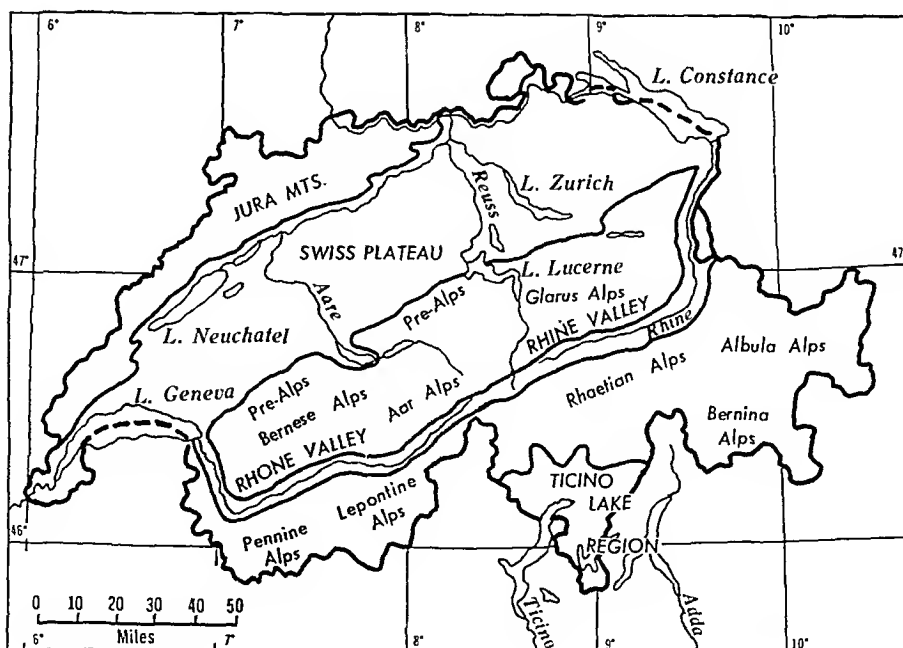 6°
7°
8°
9°
10°
L. Constance
JURA MTS.
Reuss
L. Zurich
SWISS PLATEAU
47°
47°
L. Lucerne
Glarus Alps
Pre-Alps
Aare
L. Neuchatel
RHINE VALLEY
Rhine
Albula Alps
Rhaetian Alps
L. Geneva
Pre-Alps
Bernese Alps
Aar Alps
Bernina
Alps
RHONE VALLEY
TICINO
LAKE
REGION
Lepontine
Alps
Pennine
Alps
46°
0 10 20 30 40 50
Miles
Ticino
Adda
6°
7°
8°
9°
10°